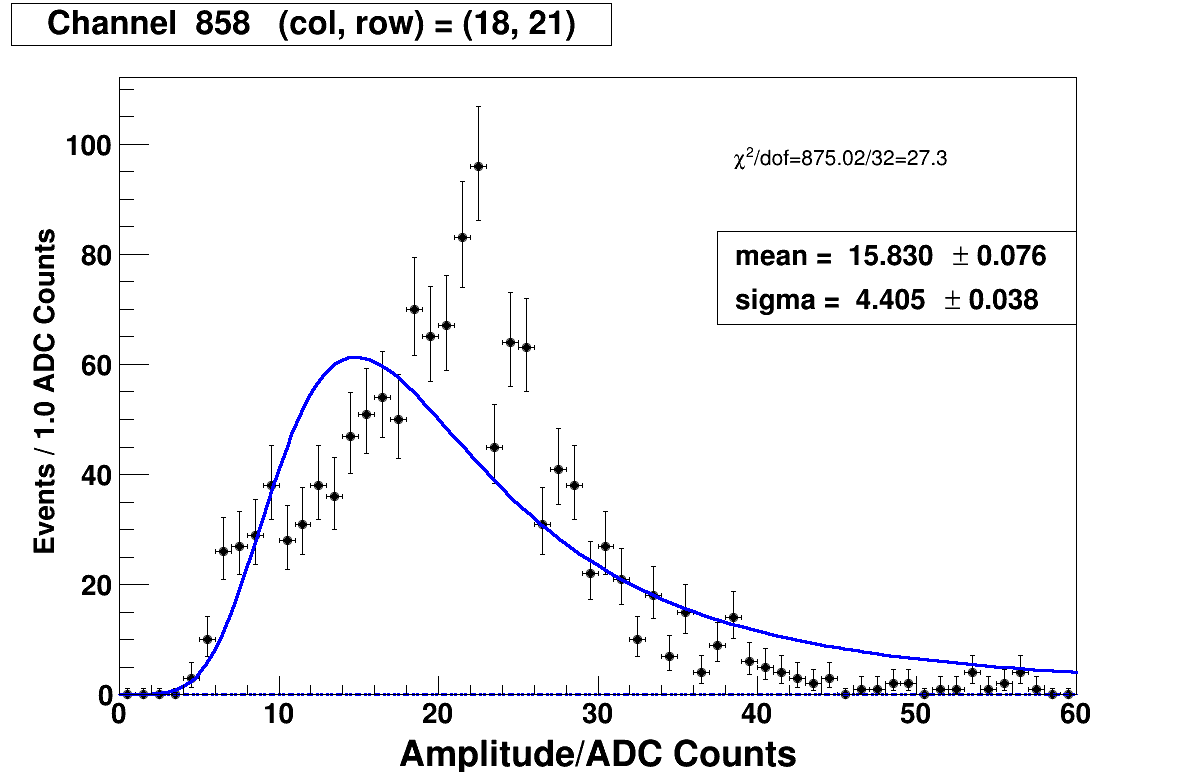 Channel 858 (col, row) = (18, 21)
χ²/dof=875.02/32=27.3
mean = 15.830 ± 0.076
sigma = 4.405 ± 0.038
Events / 1.0 ADC Counts
100
80
60
40
20
0
0 10 20 30 40 50 60
Amplitude/ADC Counts